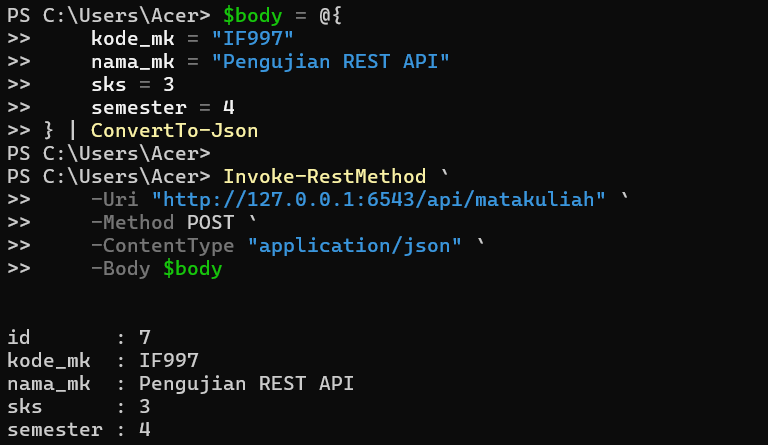 PS C:\Users\Acer> $body = @{
>>     kode_mk = "IF997"
>>     nama_mk = "Pengujian REST API"
>>     sks = 3
>>     semester = 4
>> } | ConvertTo-Json
PS C:\Users\Acer>
PS C:\Users\Acer> Invoke-RestMethod `
>>     -Uri "http://127.0.0.1:6543/api/matakuliah" `
>>     -Method POST `
>>     -ContentType "application/json" `
>>     -Body $body
id       : 7
kode_mk  : IF997
nama_mk  : Pengujian REST API
sks      : 3
semester : 4